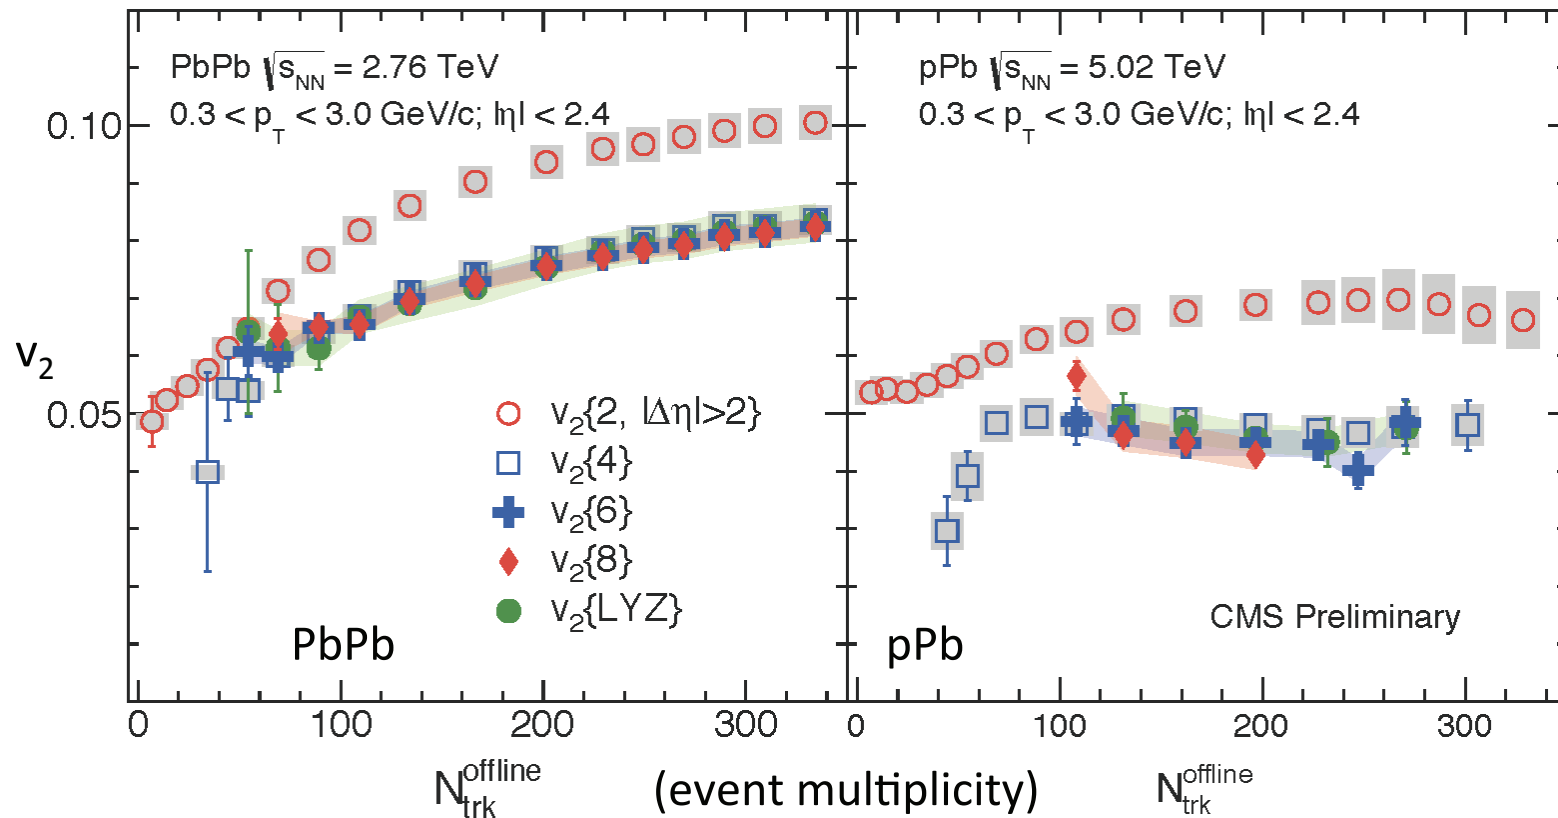 PbPb √sNN = 2.76 TeV
0.3 < pT < 3.0 GeV/c; |η| < 2.4
pPb √sNN = 5.02 TeV
0.3 < pT < 3.0 GeV/c; |η| < 2.4
0.10
v2
0.05
v2{2, |Δη|>2}
v2{4}
v2{6}
v2{8}
v2{LYZ}
PbPb
CMS Preliminary
pPb
0 100 200 300
0 100 200 300
Ntrk^offline (event multiplicity) Ntrk^offline